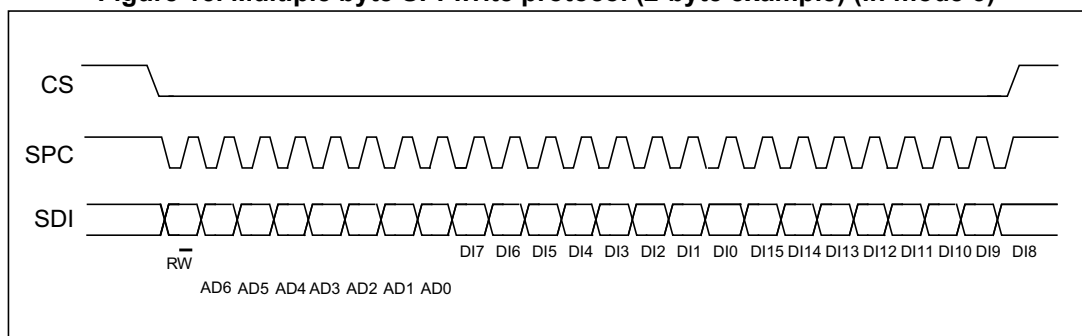 Figure 18. Multiple byte SPI write protocol (2-byte example) (in mode 3)
CS
SPC
SDI
RW
DI7 DI6 DI5 DI4 DI3 DI2 DI1 DI0 DI15 DI14 DI13 DI12 DI11 DI10 DI9 DI8
AD6 AD5 AD4 AD3 AD2 AD1 AD0